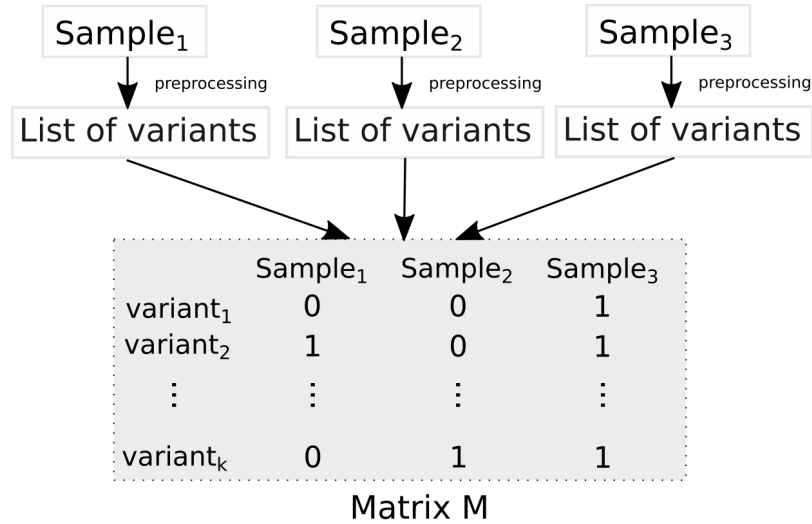 Sample₁ Sample₂ Sample₃
preprocessing preprocessing preprocessing
List of variants List of variants List of variants
Sample₁ Sample₂ Sample₃
variant₁ 0 0 1
variant₂ 1 0 1
⋮ ⋮ ⋮ ⋮
variantₖ 0 1 1
Matrix M